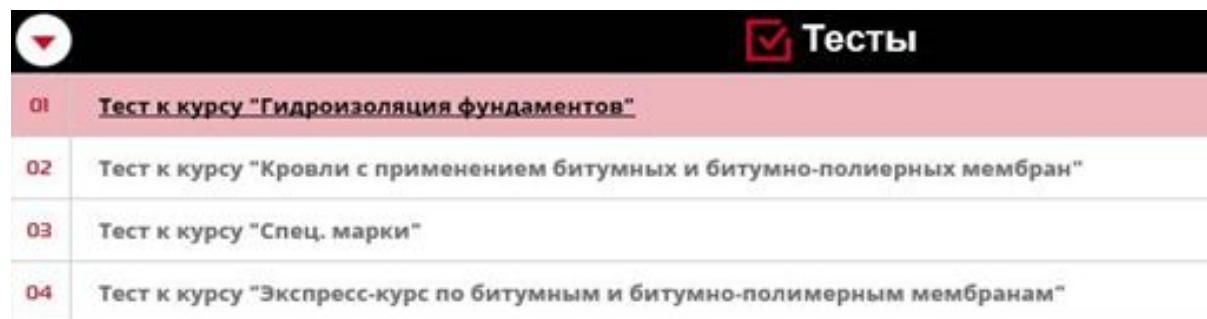 Тесты
01 Тест к курсу "Гидроизоляция фундаментов"
02 Тест к курсу "Кровли с применением битумных и битумно-полиерных мембран"
03 Тест к курсу "Спец. марки"
04 Тест к курсу "Экспресс-курс по битумным и битумно-полимерным мембранам"